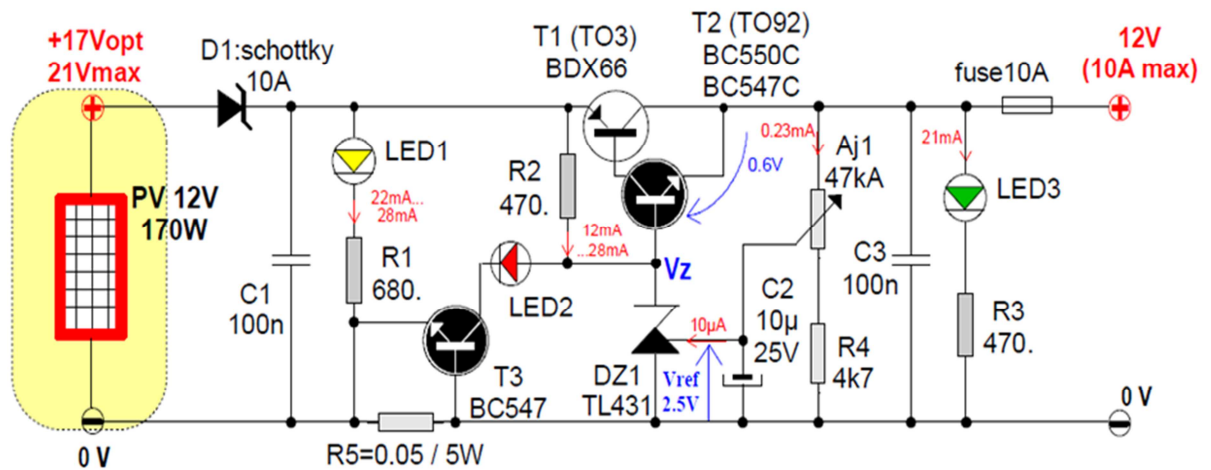 +17Vopt
21Vmax
D1:schottky
10A
T1 (TO3)
BDX66
T2 (TO92)
BC550C
BC547C
fuse10A
12V
(10A max)
LED1
R2
470.
0.23mA
0.6V
Aj1
47kA
21mA
LED3
PV 12V
170W
22mA...
28mA
12mA
...28mA
C1
100n
R1
680.
LED2
Vz
C2
10µ
25V
C3
100n
10µA
R3
470.
R4
4k7
T3
BC547
DZ1
TL431
Vref
2.5V
0 V
0 V
R5=0.05 / 5W